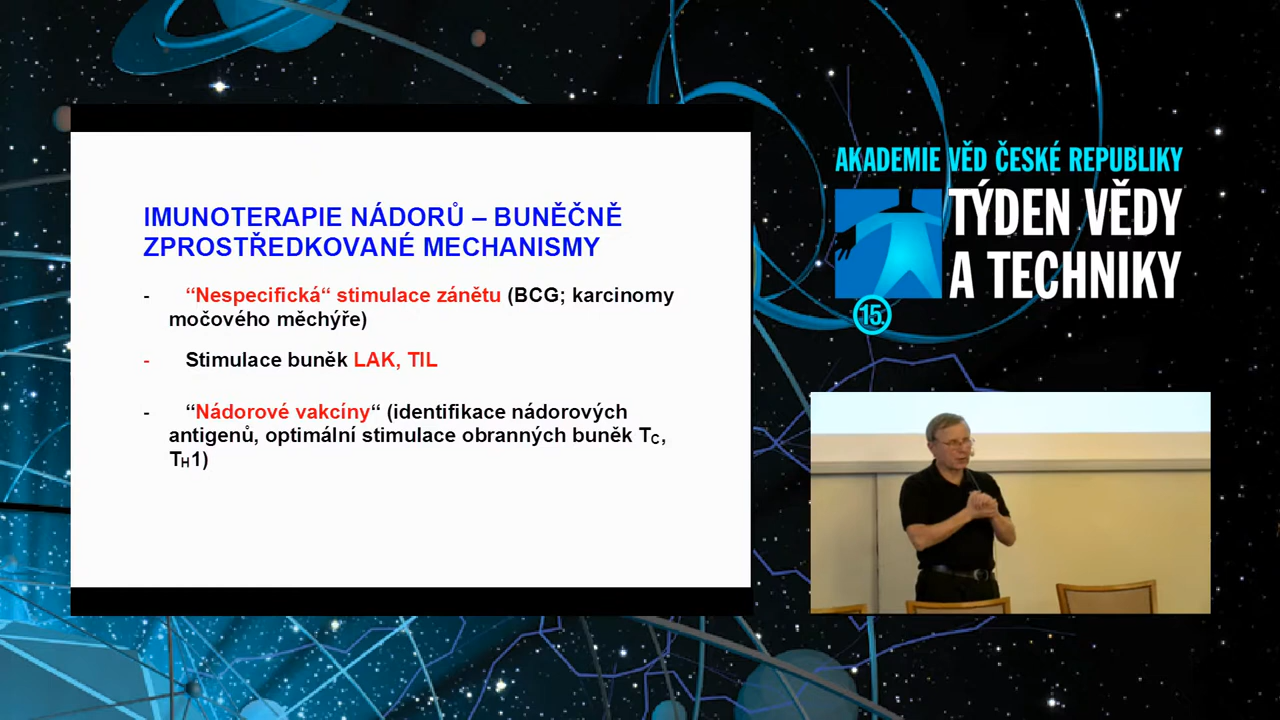 IMUNOTERAPIE NÁDORŮ – BUNĚČNĚ
ZPROSTŘEDKOVANÉ MECHANISMY
- “Nespecifická“ stimulace zánětu (BCG; karcinomy
močového měchýře)
- Stimulace buněk LAK, TIL
- “Nádorové vakcíny“ (identifikace nádorových
antigenů, optimální stimulace obranných buněk TC,
TH1)
AKADEMIE VĚD ČESKÉ REPUBLIKY
TÝDEN VĚDY
A TECHNIKY
15.